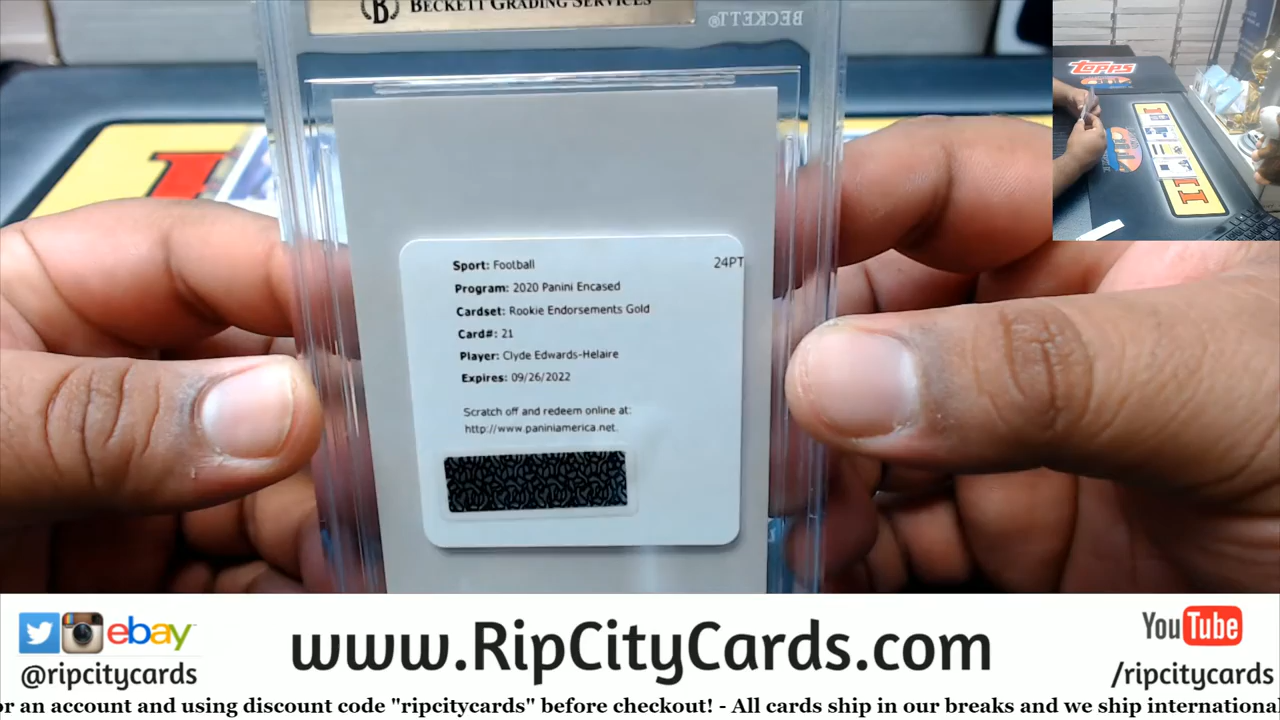 BECKETT GRADING SERVICES
BECKETT®
Topps
Sport: Football
24PT
Program: 2020 Panini Encased
Cardset: Rookie Endorsements Gold
Card#: 21
Player: Clyde Edwards-Helaire
Expires: 09/26/2022
Scratch off and redeem online at:
http://www.paniniamerica.net.
ebay
@ripcitycards
www.RipCityCards.com
YouTube
/ripcitycards
or an account and using discount code "ripcitycards" before checkout! - All cards ship in our breaks and we ship internationa